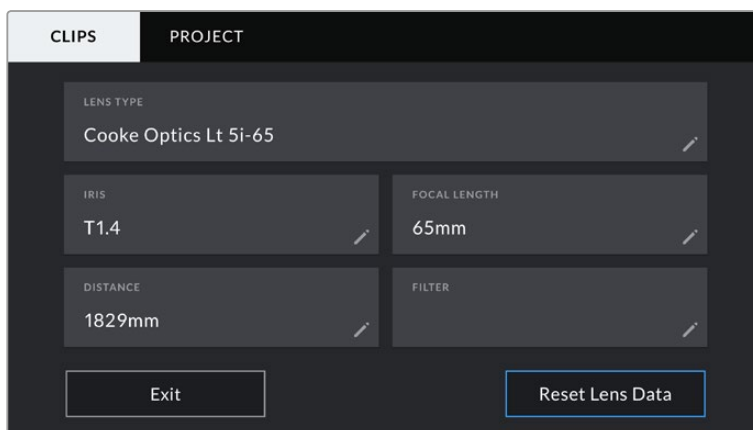 CLIPS PROJECT
LENS TYPE
Cooke Optics Lt 5i-65
IRIS
T1.4
FOCAL LENGTH
65mm
DISTANCE
1829mm
FILTER
Exit
Reset Lens Data